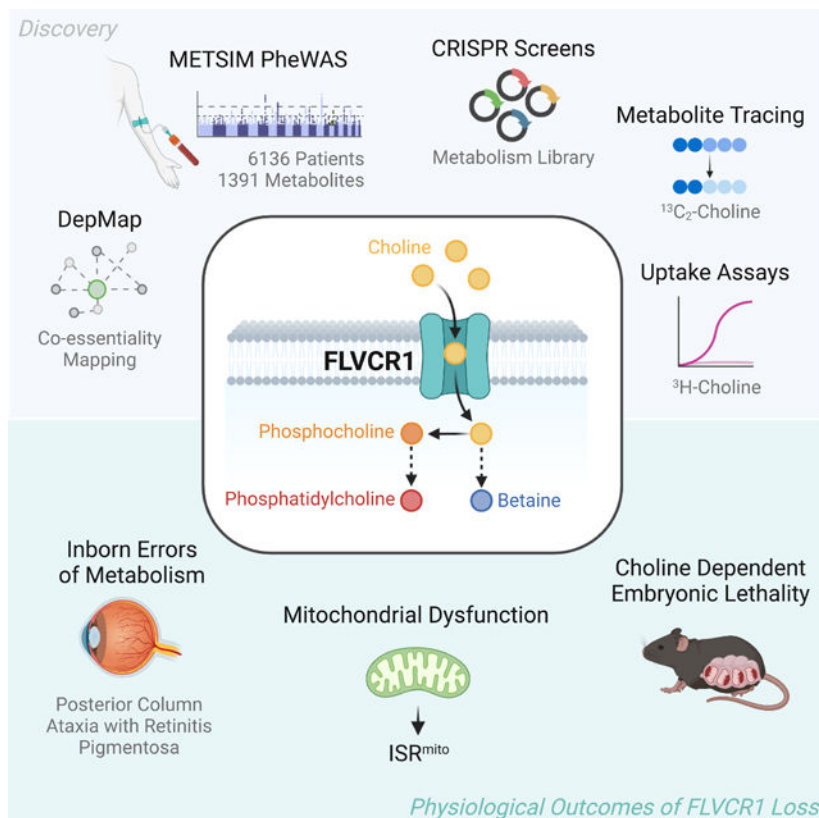 Discovery
METSIM PheWAS
6136 Patients
1391 Metabolites
CRISPR Screens
Metabolism Library
Metabolite Tracing
¹³C₂-Choline
DepMap
Co-essentiality
Mapping
Uptake Assays
³H-Choline
Choline
FLVCR1
Phosphocholine
Phosphatidylcholine
Betaine
Inborn Errors
of Metabolism
Posterior Column
Ataxia with Retinitis
Pigmentosa
Mitochondrial Dysfunction
ISRᵐⁱᵗᵒ
Choline Dependent
Embryonic Lethality
Physiological Outcomes of FLVCR1 Loss